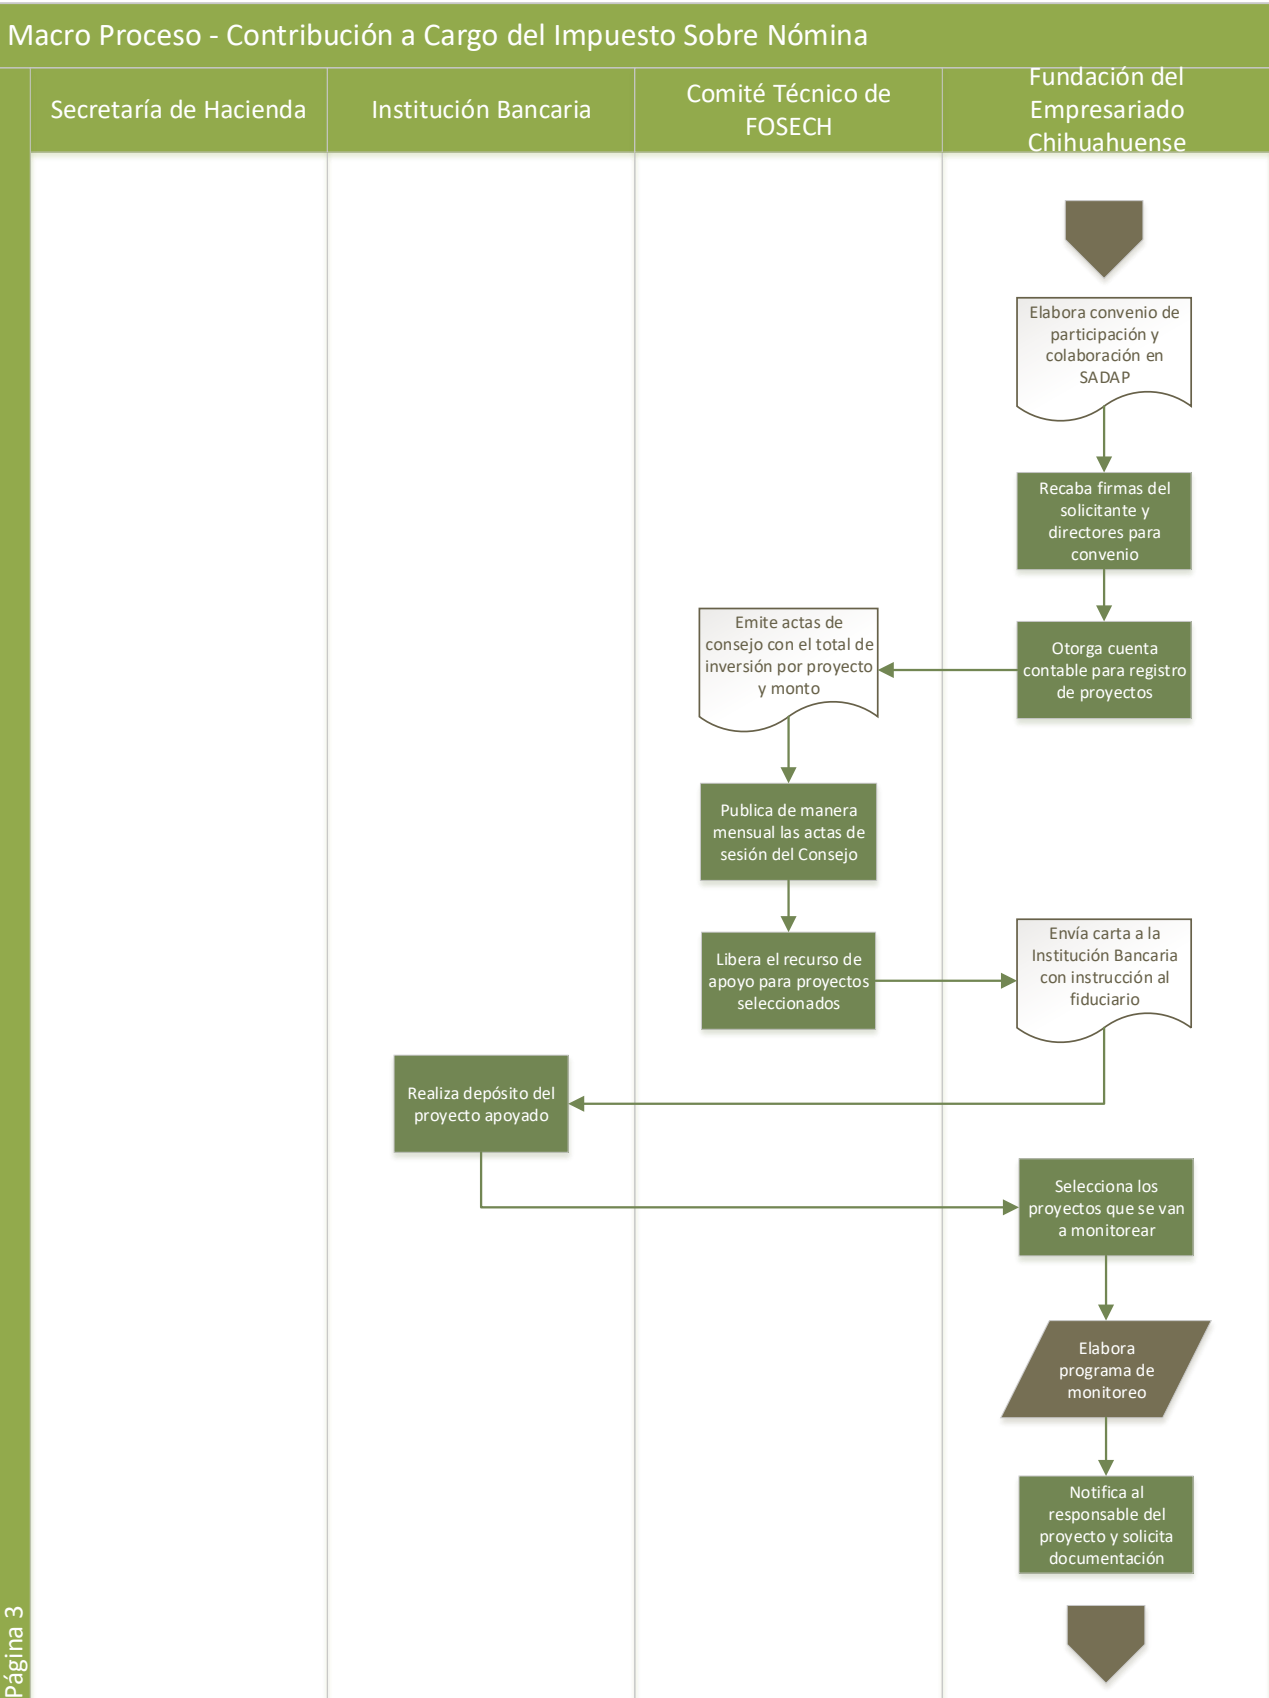 Macro Proceso - Contribución a Cargo del Impuesto Sobre Nómina
Secretaría de Hacienda
Institución Bancaria
Comité Técnico de
FOSECH
Fundación del
Empresariado
Chihuahuense
Elabora convenio de
participación y
colaboración en
SADAP
Recaba firmas del
solicitante y
directores para
convenio
Otorga cuenta
contable para registro
de proyectos
Emite actas de
consejo con el total de
inversión por proyecto
y monto
Publica de manera
mensual las actas de
sesión del Consejo
Libera el recurso de
apoyo para proyectos
seleccionados
Envía carta a la
Institución Bancaria
con instrucción al
fiduciario
Realiza depósito del
proyecto apoyado
Selecciona los
proyectos que se van
a monitorear
Elabora
programa de
monitoreo
Notifica al
responsable del
proyecto y solicita
documentación
Página 3